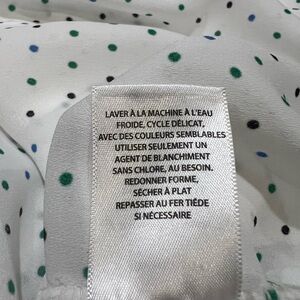 LAVER À LA MACHINE À L'EAU
FROIDE, CYCLE DÉLICAT,
AVEC DES COULEURS SEMBLABLES
UTILISER SEULEMENT UN
AGENT DE BLANCHIMENT
SANS CHLORE, AU BESOIN.
REDONNER FORME,
SÉCHER À PLAT
REPASSER AU FER TIÈDE
SI NÉCESSAIRE